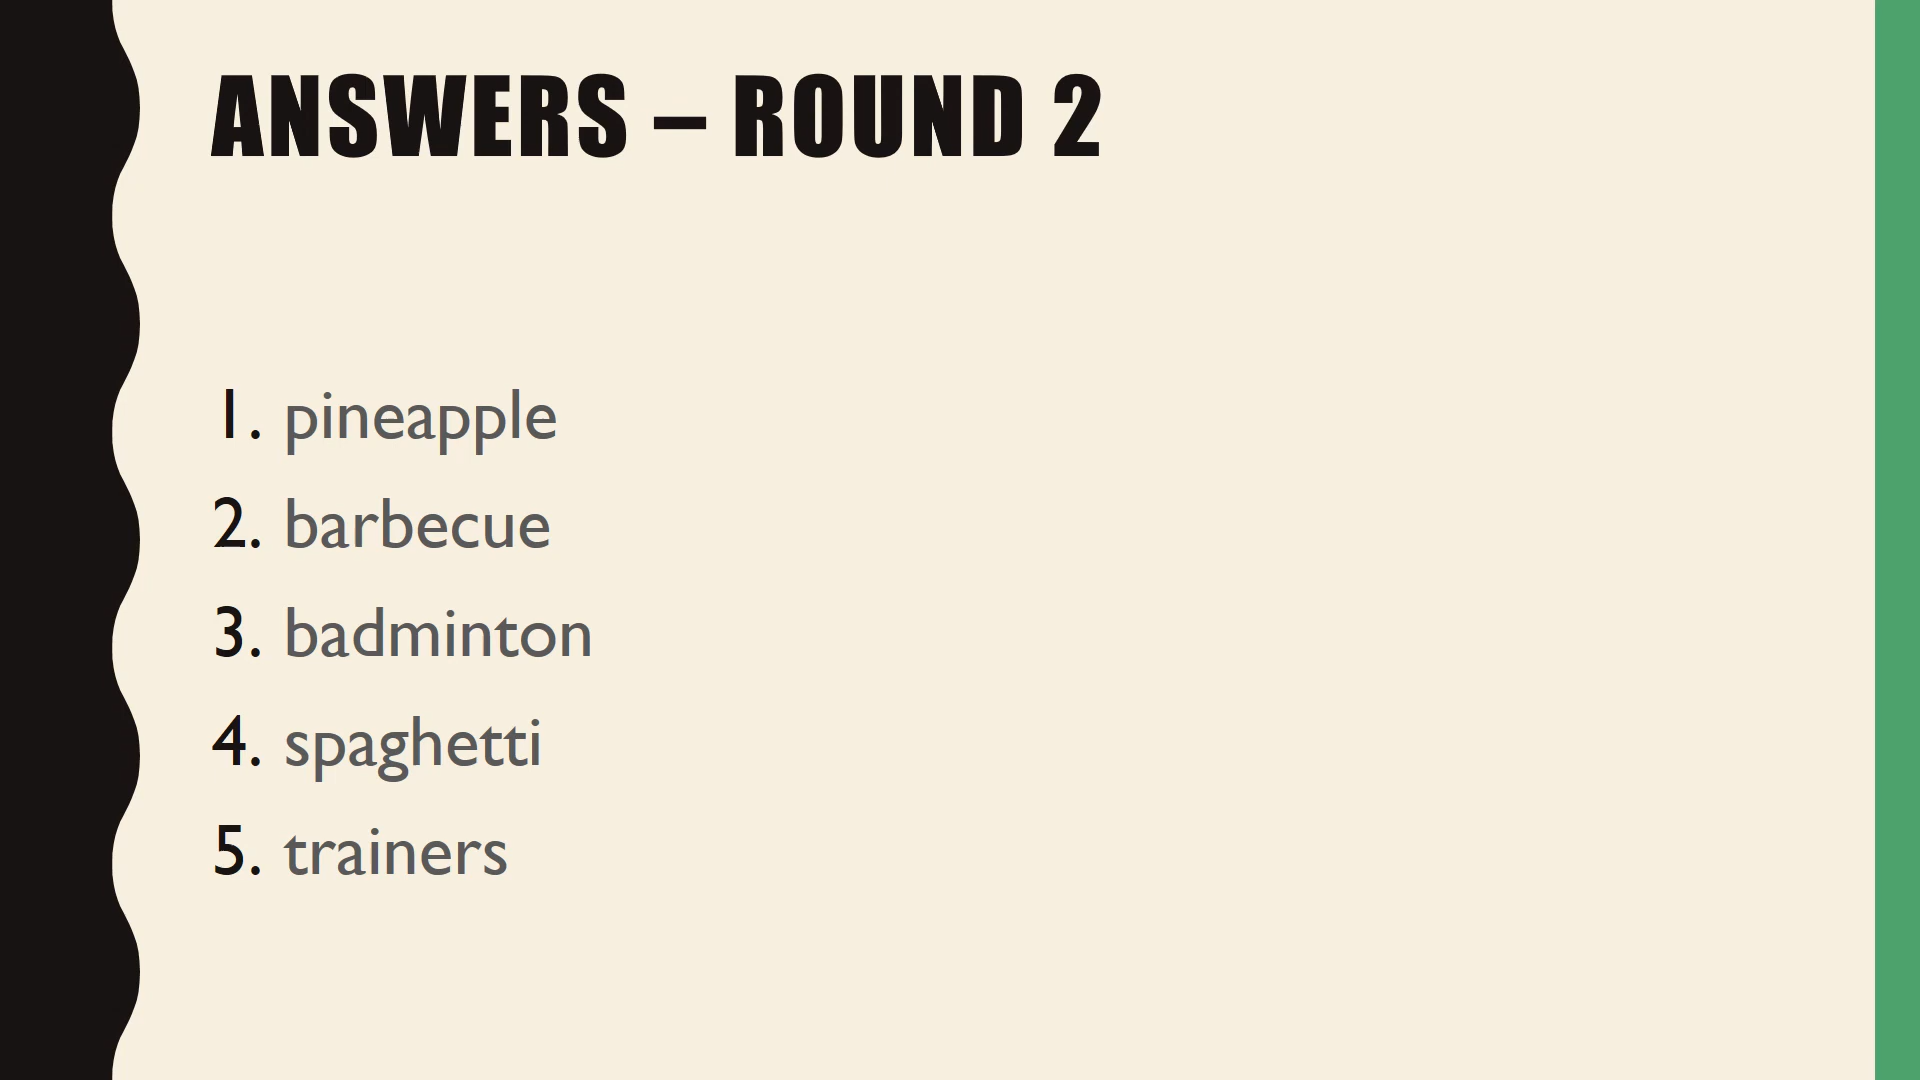 ANSWERS – ROUND 2
1. pineapple
2. barbecue
3. badminton
4. spaghetti
5. trainers